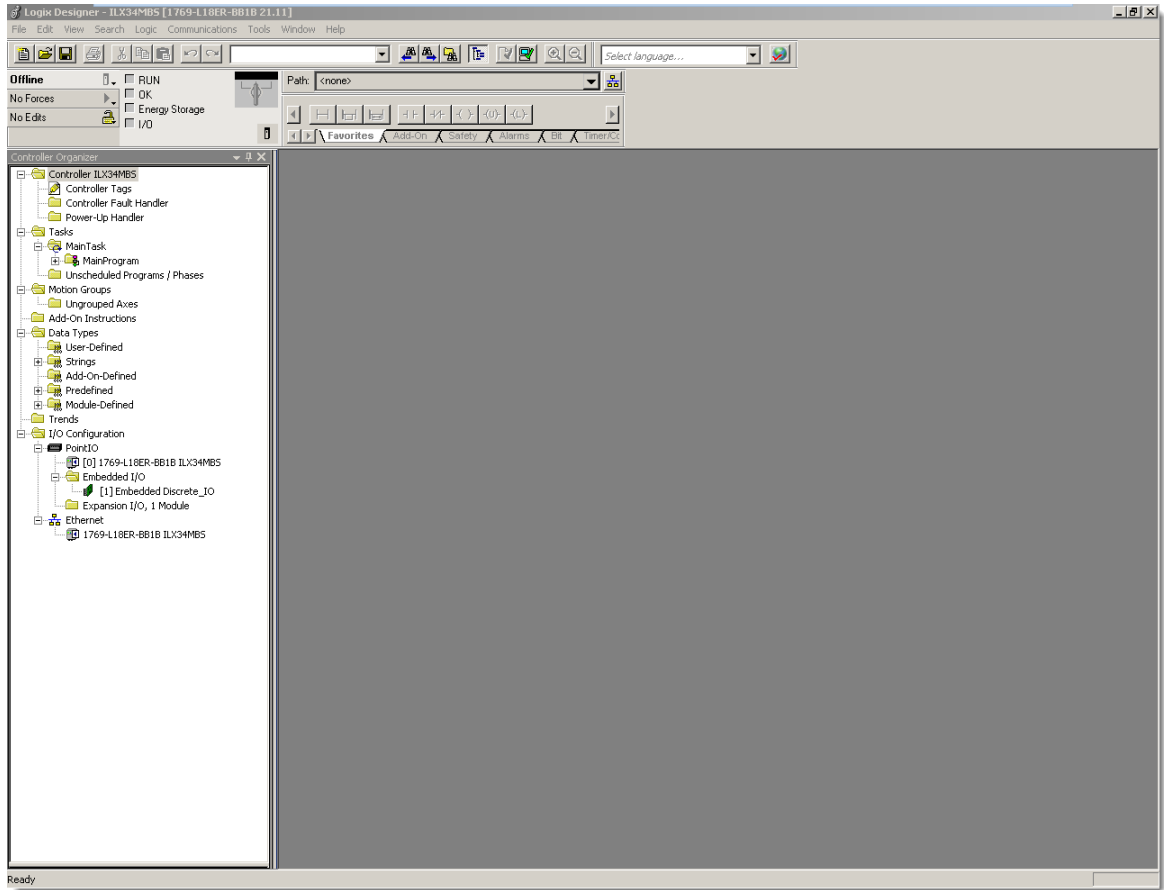 Logix Designer - ILX34MBS [1769-L18ER-BB1B 21.11]
File Edit View Search Logic Communications Tools Window Help
Select language...
Offline
RUN
No Forces
OK
No Edits
Energy Storage
I/O
Path: <none>
Favorites Add-On Safety Alarms Bit Timer/Cc
Controller Organizer
Controller ILX34MBS
Controller Tags
Controller Fault Handler
Power-Up Handler
Tasks
MainTask
MainProgram
Unscheduled Programs / Phases
Motion Groups
Ungrouped Axes
Add-On Instructions
Data Types
User-Defined
Strings
Add-On-Defined
Predefined
Module-Defined
Trends
I/O Configuration
PointIO
[0] 1769-L18ER-BB1B ILX34MBS
Embedded I/O
[1] Embedded Discrete_IO
Expansion I/O, 1 Module
Ethernet
1769-L18ER-BB1B ILX34MBS
Ready